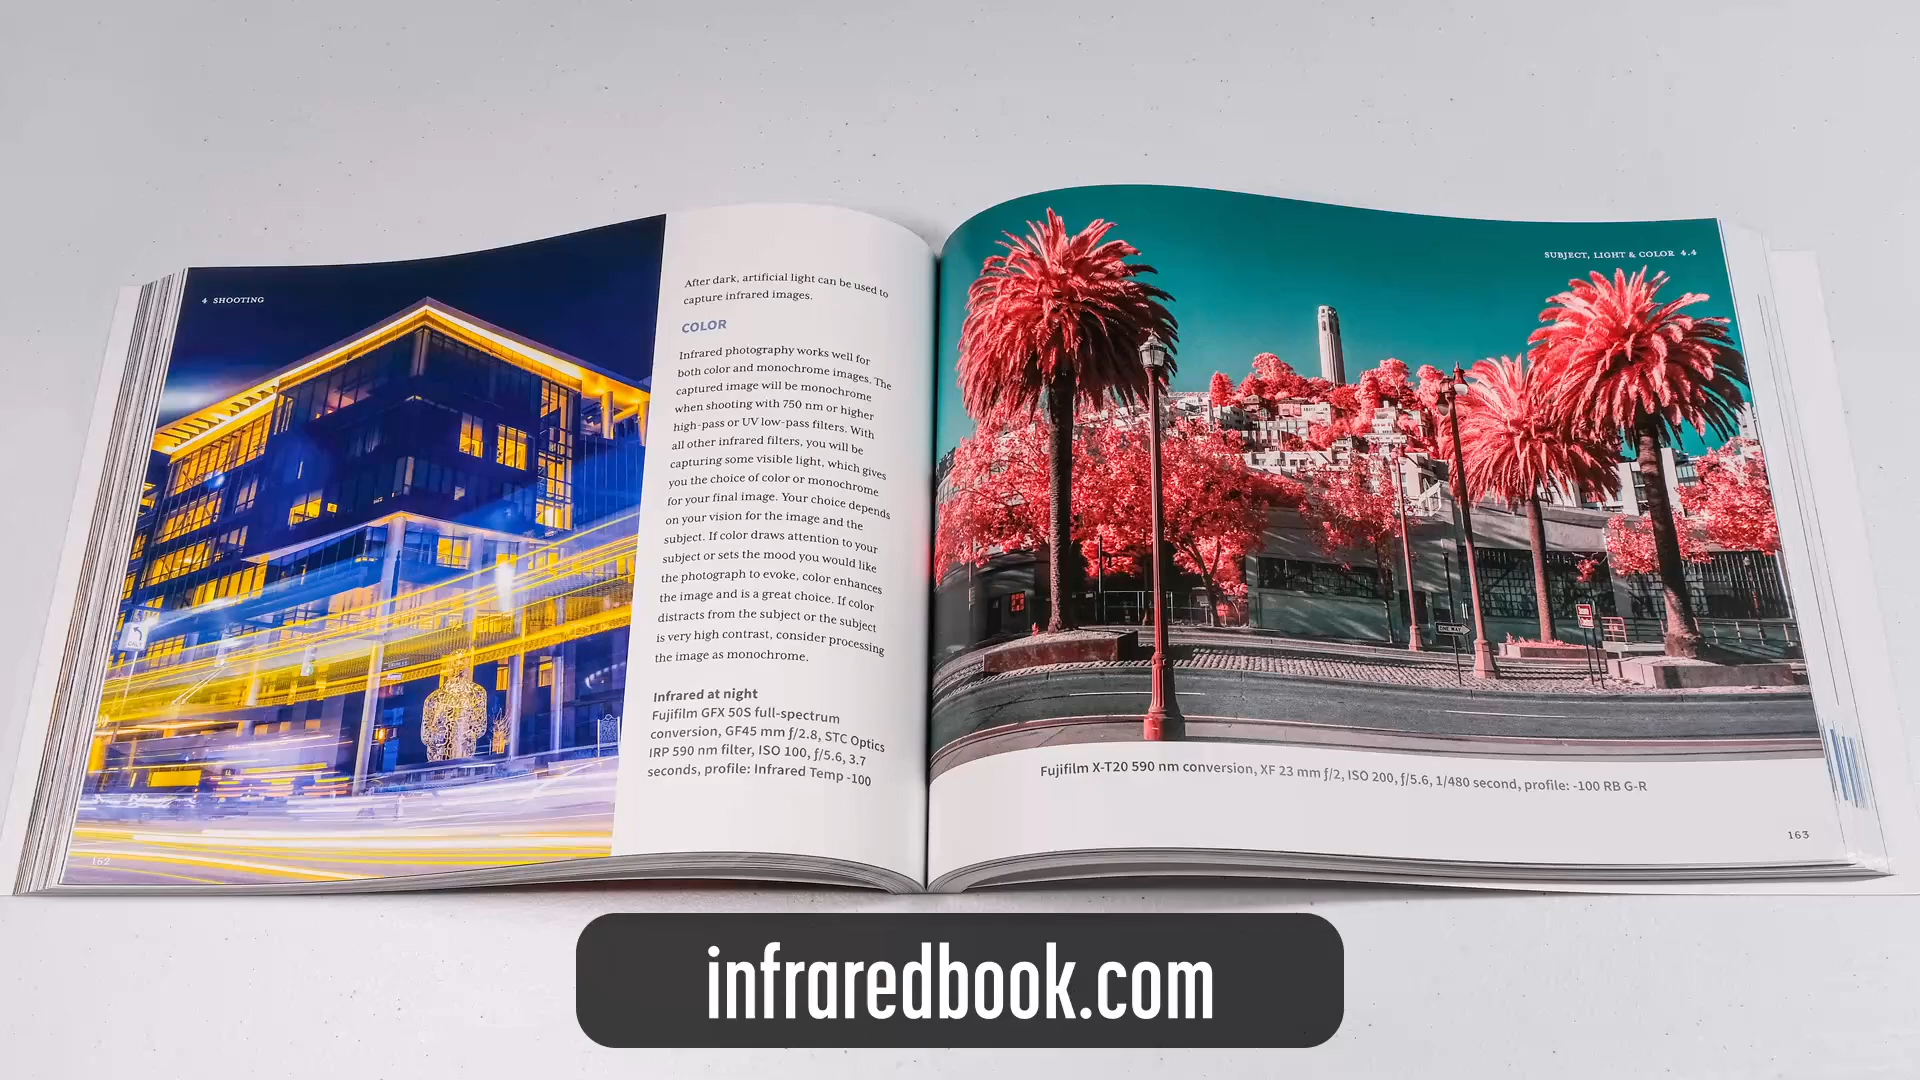 4 SHOOTING
After dark, artificial light can be used to
capture infrared images.
COLOR
Infrared photography works well for
both color and monochrome images. The
captured image will be monochrome
when shooting with 750 nm or higher
high-pass or UV low-pass filters. With
all other infrared filters, you will be
capturing some visible light, which gives
you the choice of color or monochrome
for your final image. Your choice depends
on your vision for the image and the
subject. If color draws attention to your
subject or sets the mood you would like
the photograph to evoke, color enhances
the image and is a great choice. If color
distracts from the subject or the subject
is very high contrast, consider processing
the image as monochrome.
Infrared at night
Fujifilm GFX 50S full-spectrum
conversion, GF45 mm ƒ/2.8, STC Optics
IRP 590 nm filter, ISO 100, ƒ/5.6, 3.7
seconds, profile: Infrared Temp -100
162
SUBJECT, LIGHT & COLOR 4.4
ONE WAY
Fujifilm X-T20 590 nm conversion, XF 23 mm ƒ/2, ISO 200, ƒ/5.6, 1/480 second, profile: -100 RB G-R
163
infraredbook.com